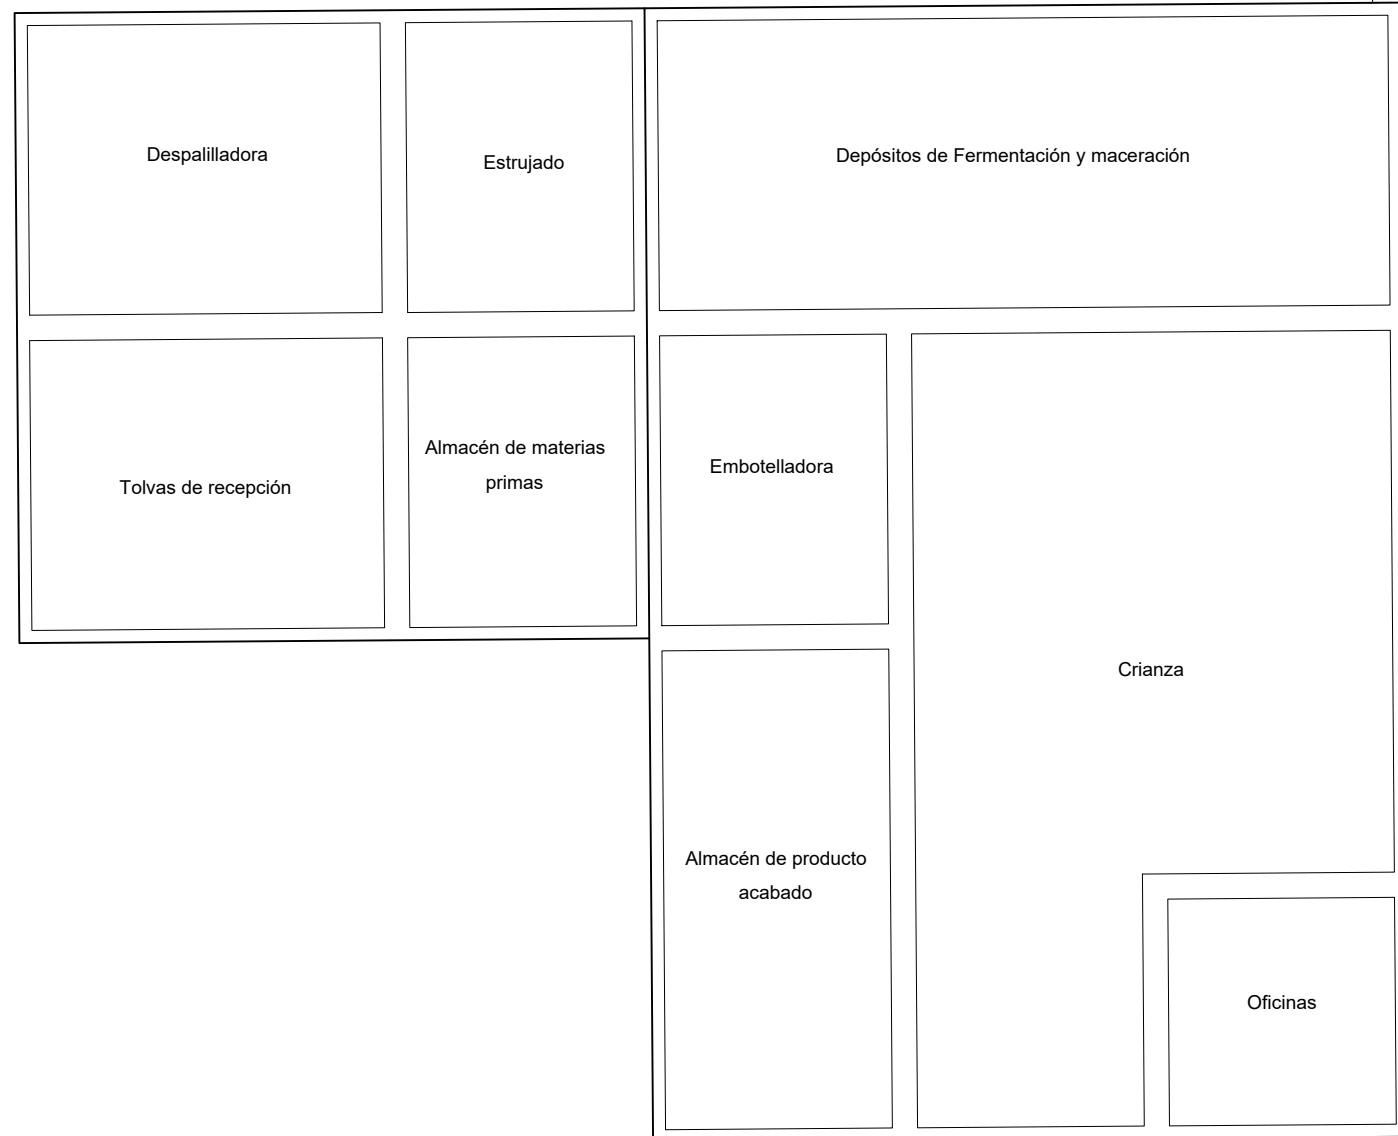 Despalilladora
Estrujado
Depósitos de Fermentación y maceración
Tolvas de recepción
Almacén de materias
primas
Embotelladora
Crianza
Almacén de producto
acabado
Oficinas